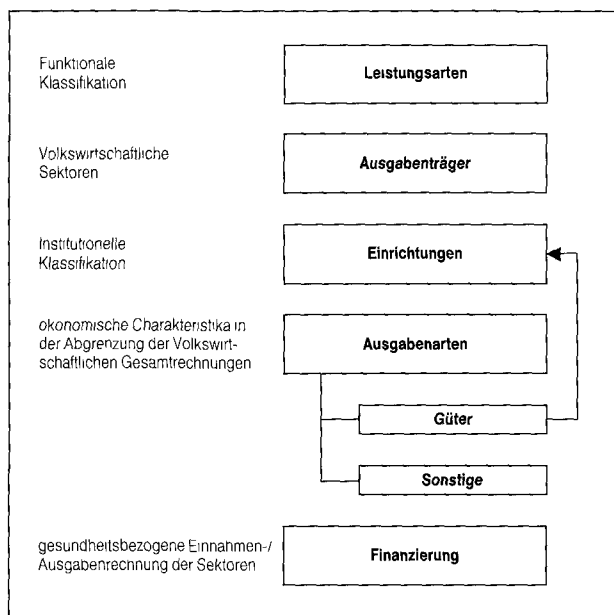 Funktionale
Klassifikation
Leistungsarten
Volkswirtschaftliche
Sektoren
Ausgabenträger
Institutionelle
Klassifikation
Einrichtungen
okonomische Charakteristika in
der Abgrenzung der Volkswirt-
schaftlichen Gesamtrechnungen
Ausgabenarten
Güter
Sonstige
gesundheitsbezogene Einnahmen-/
Ausgabenrechnung der Sektoren
Finanzierung